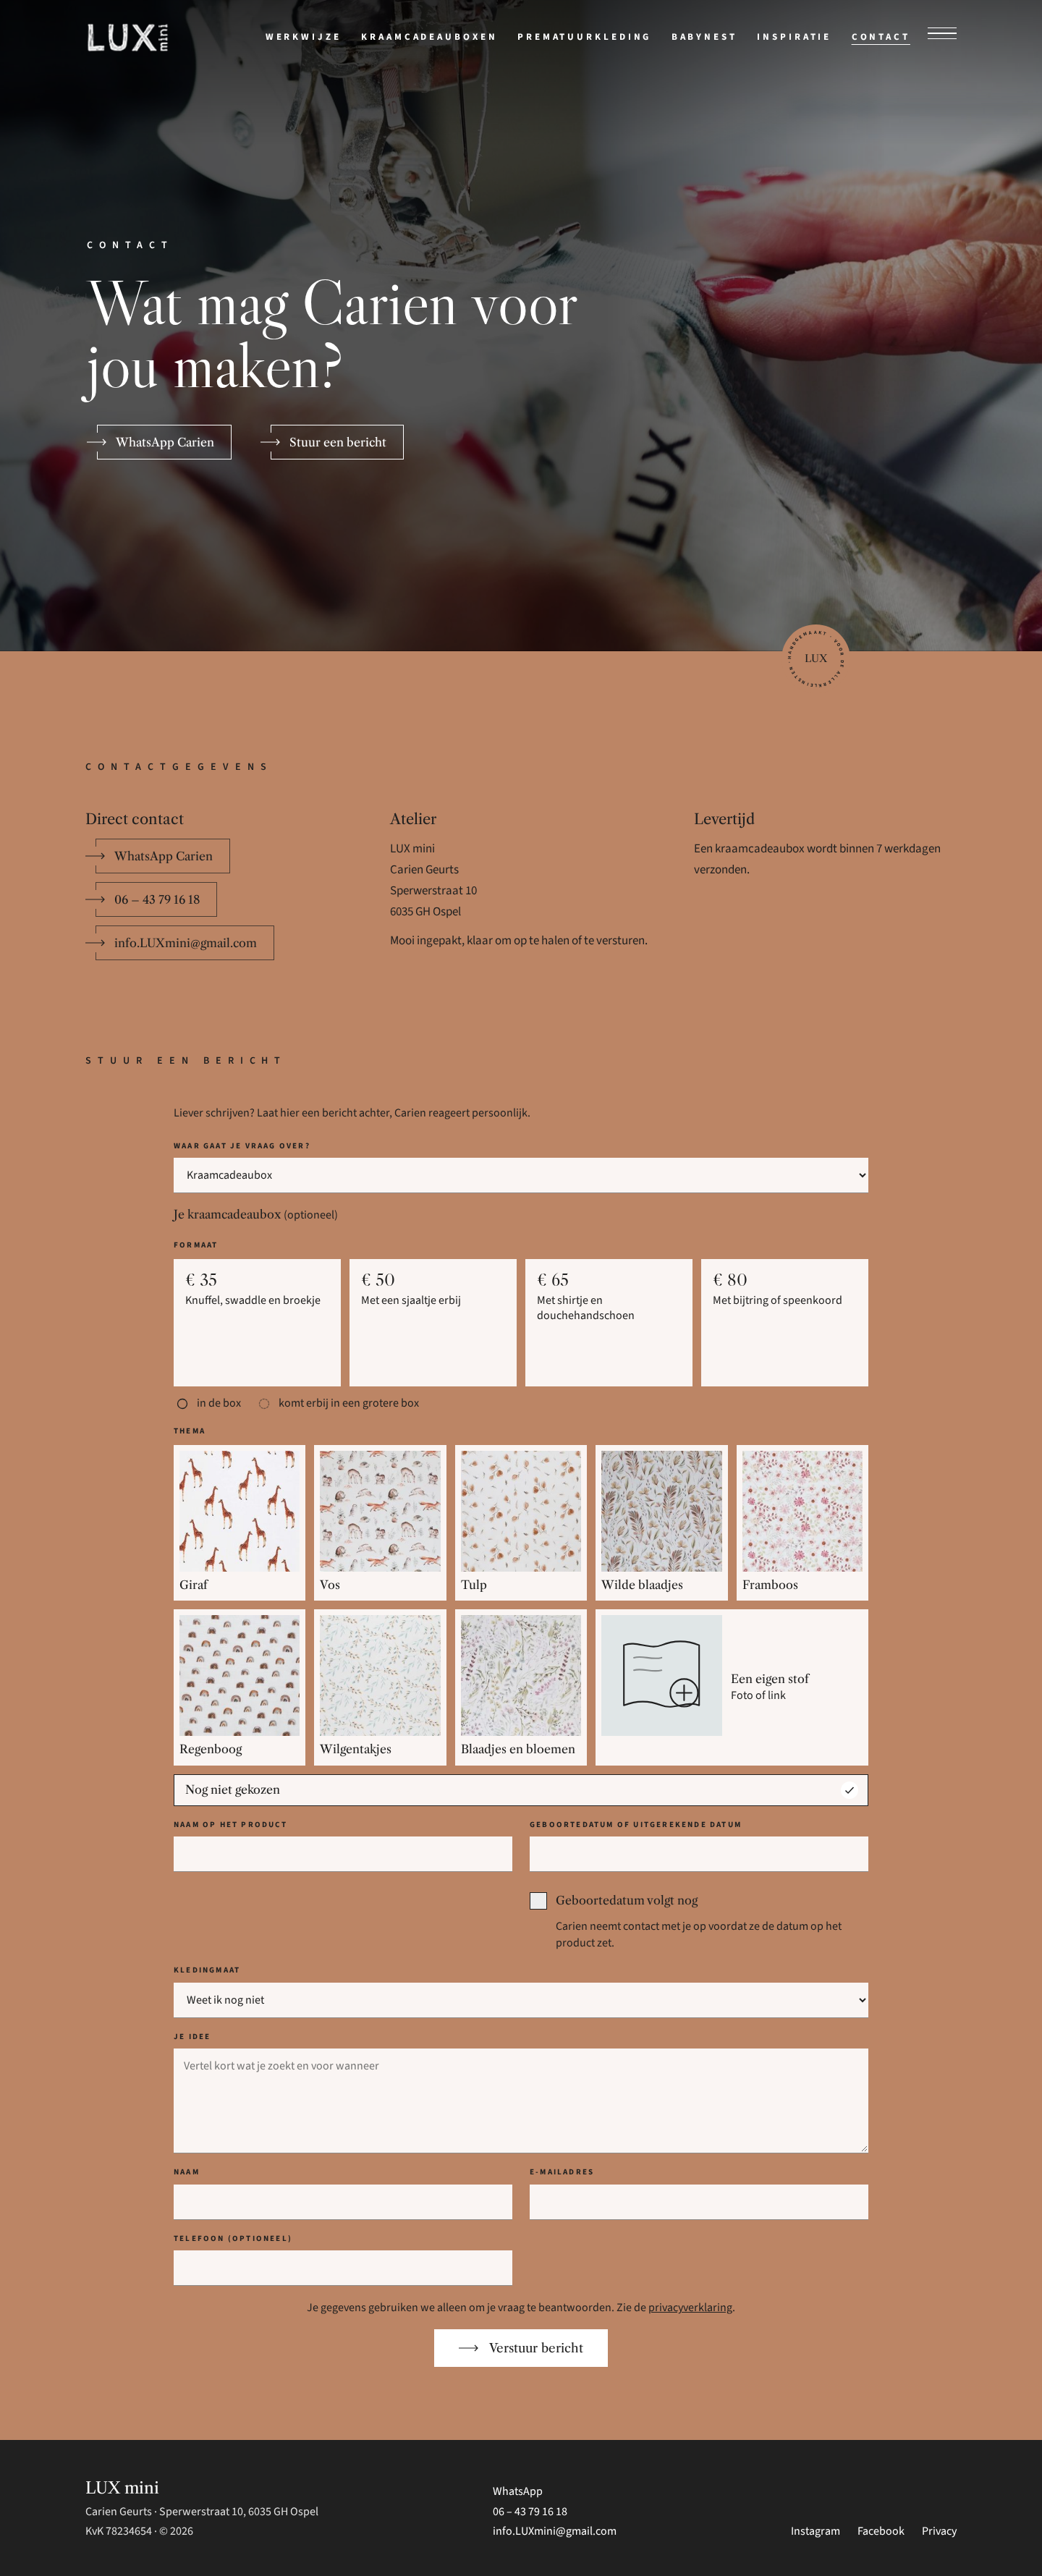 LUX mini
WERKWIJZE KRAAMCADEAUBOXEN PREMATUURKLEDING BABYNEST INSPIRATIE CONTACT
CONTACT
Wat mag Carien voor
jou maken?
WhatsApp Carien
Stuur een bericht
LUX
HANDGEMAAKT · VOOR DE ALLERKLEINSTEN ·
LUX
CONTACTGEGEVENS
Direct contact
WhatsApp Carien
06 – 43 79 16 18
info.LUXmini@gmail.com
Atelier
LUX mini
Carien Geurts
Sperwerstraat 10
6035 GH Ospel
Mooi ingepakt, klaar om op te halen of te versturen.
Levertijd
Een kraamcadeaubox wordt binnen 7 werkdagen
verzonden.
STUUR EEN BERICHT
Liever schrijven? Laat hier een bericht achter, Carien reageert persoonlijk.
WAAR GAAT JE VRAAG OVER?
Kraamcadeaubox
Je kraamcadeaubox (optioneel)
FORMAAT
€ 35
Knuffel, swaddle en broekje
€ 50
Met een sjaaltje erbij
€ 65
Met shirtje en
douchehandschoen
€ 80
Met bijtring of speenkoord
in de box
komt erbij in een grotere box
THEMA
Giraf
Vos
Tulp
Wilde blaadjes
Framboos
Regenboog
Wilgentakjes
Blaadjes en bloemen
Een eigen stof
Foto of link
Nog niet gekozen
NAAM OP HET PRODUCT
GEBOORTEDATUM OF UITGEREKENDE DATUM
Geboortedatum volgt nog
Carien neemt contact met je op voordat ze de datum op het
product zet.
KLEDINGMAAT
Weet ik nog niet
JE IDEE
Vertel kort wat je zoekt en voor wanneer
NAAM
E-MAILADRES
TELEFOON (OPTIONEEL)
Je gegevens gebruiken we alleen om je vraag te beantwoorden. Zie de privacyverklaring.
Verstuur bericht
LUX mini
Carien Geurts · Sperwerstraat 10, 6035 GH Ospel
KvK 78234654 · © 2026
WhatsApp
06 – 43 79 16 18
info.LUXmini@gmail.com
Instagram Facebook Privacy